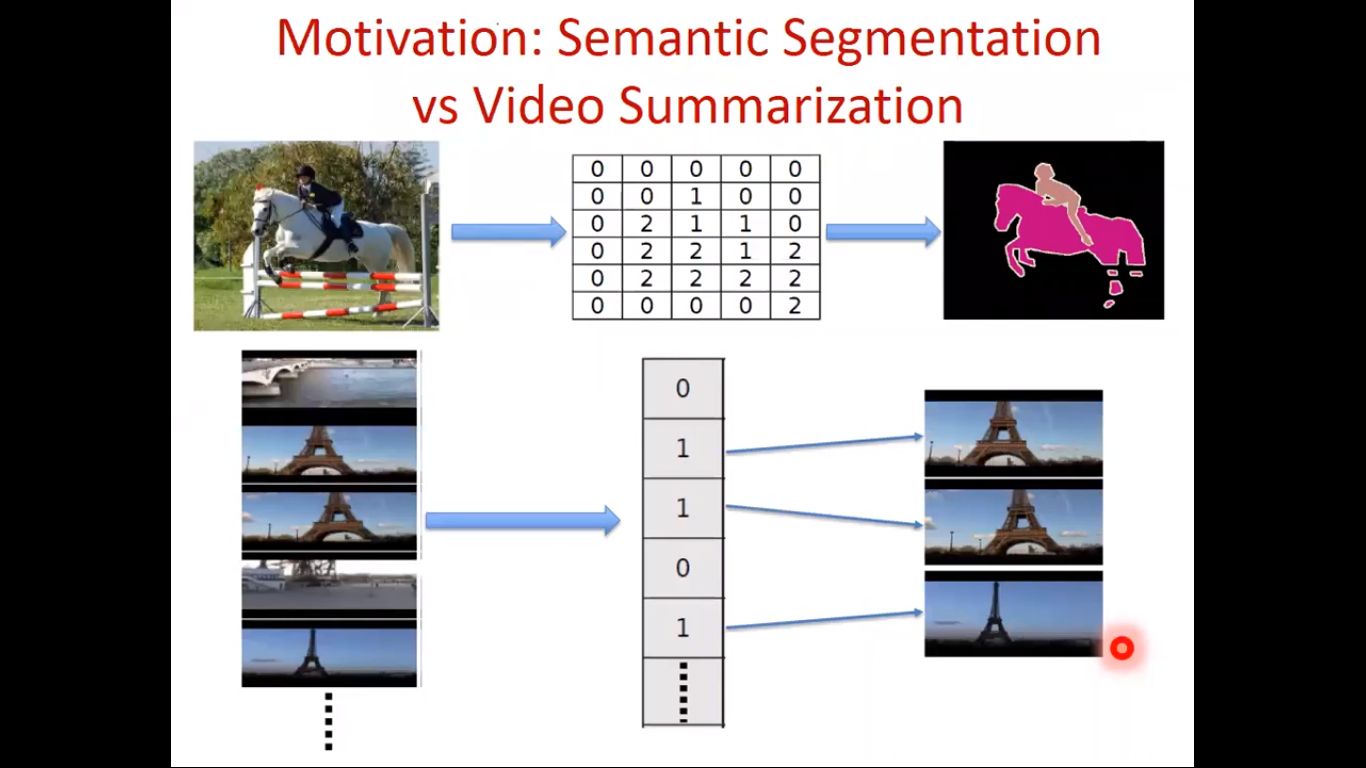 Motivation: Semantic Segmentation
vs Video Summarization
0 0 0 0 0
0 0 1 0 0
0 2 1 1 0
0 2 2 1 2
0 2 2 2 2
0 0 0 0 2
0
1
1
0
1